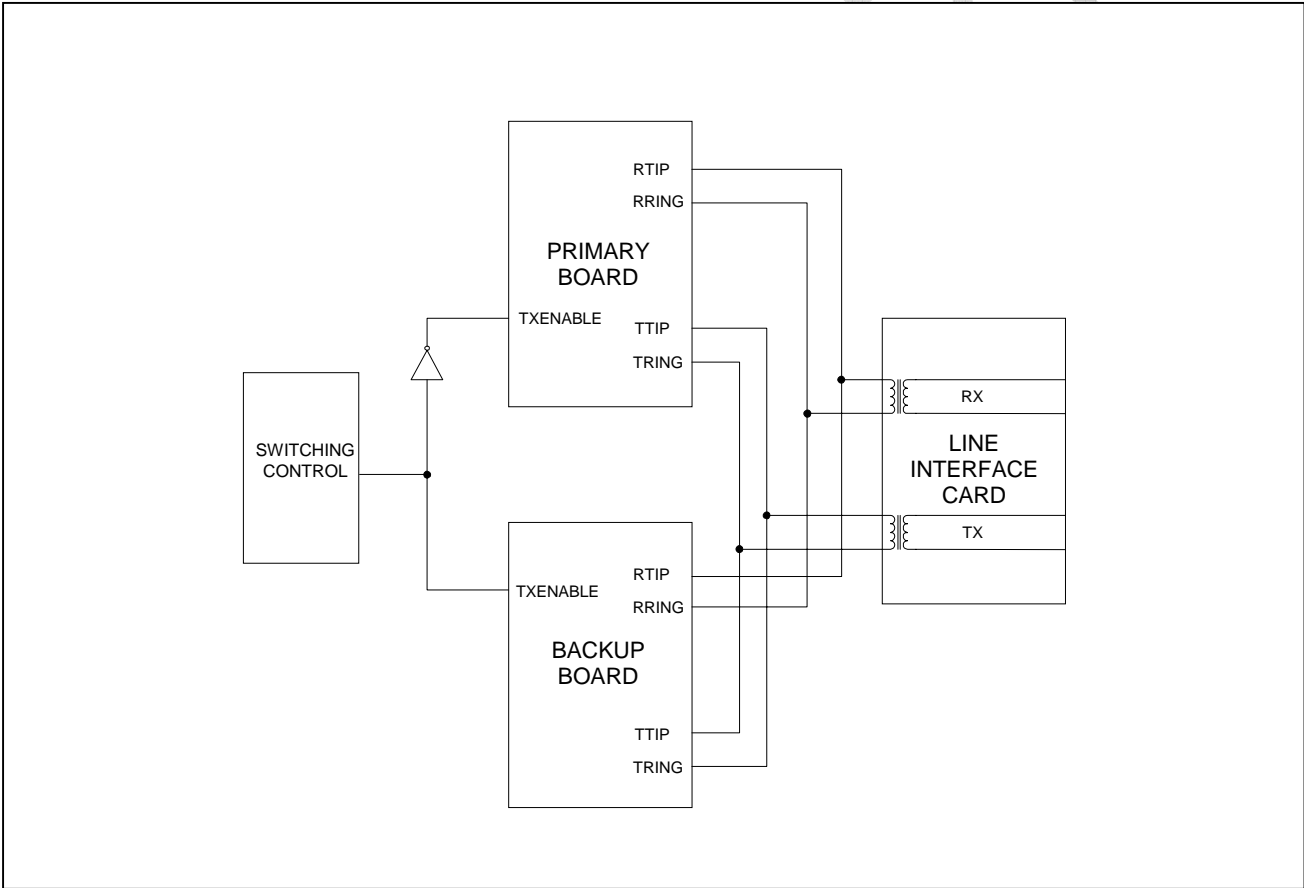 RTIP
RRING
PRIMARY
BOARD
TXENABLE
TTIP
TRING
SWITCHING
CONTROL
RX
LINE
INTERFACE
CARD
TX
RTIP
TXENABLE
RRING
BACKUP
BOARD
TTIP
TRING